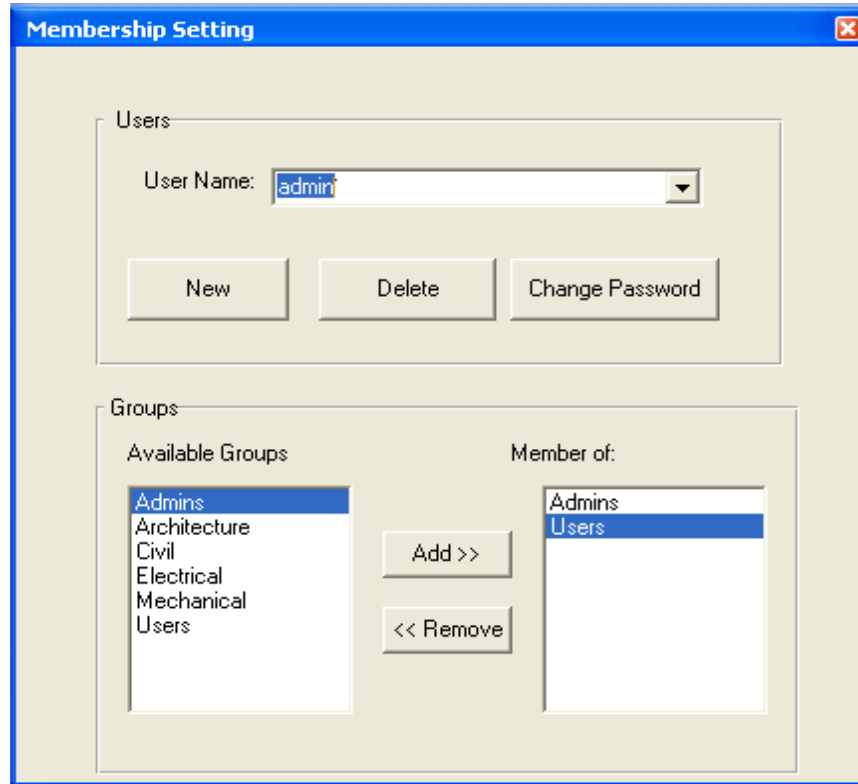 Membership Setting
Users
User Name: admin
New Delete Change Password
Groups
Available Groups
Admins
Architecture
Civil
Electrical
Mechanical
Users
Add >>
<< Remove
Member of:
Admins
Users